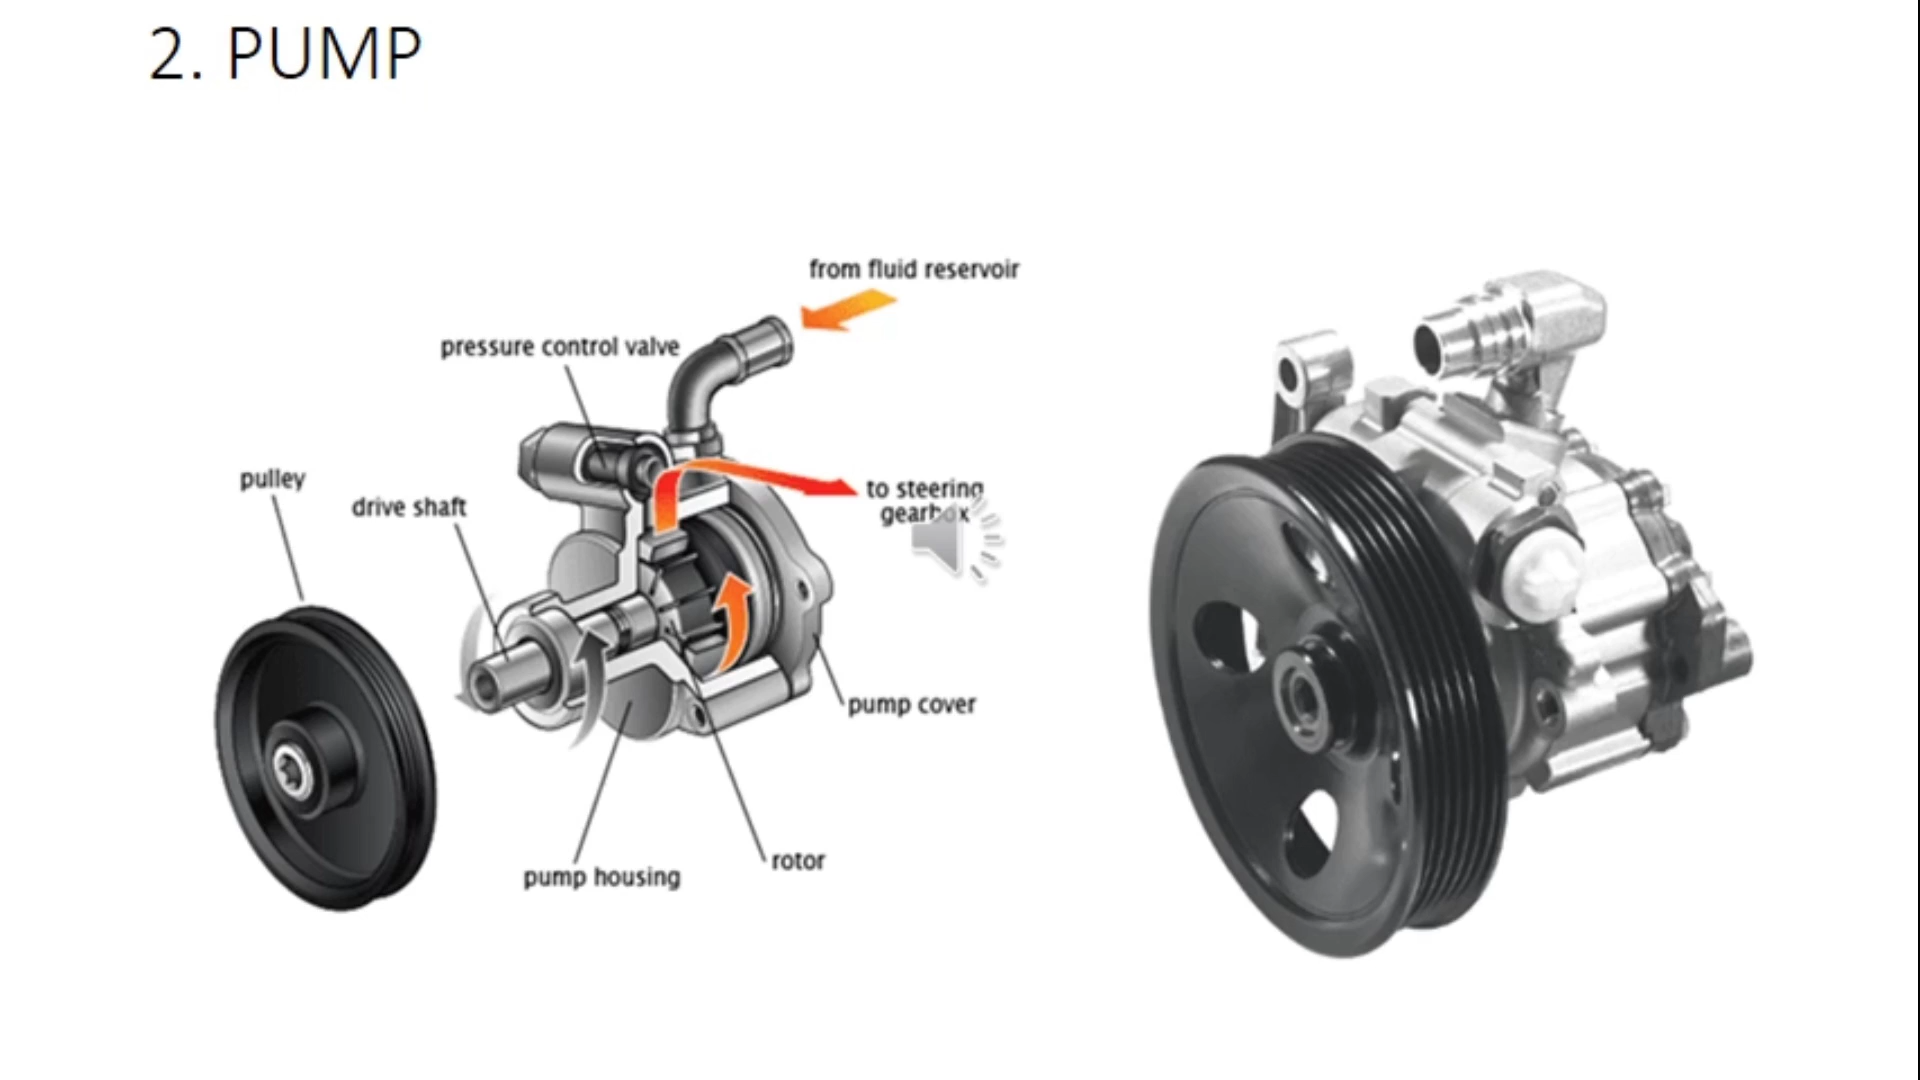 2. PUMP
from fluid reservoir
pressure control valve
pulley
drive shaft
to steering
pump cover
rotor
pump housing